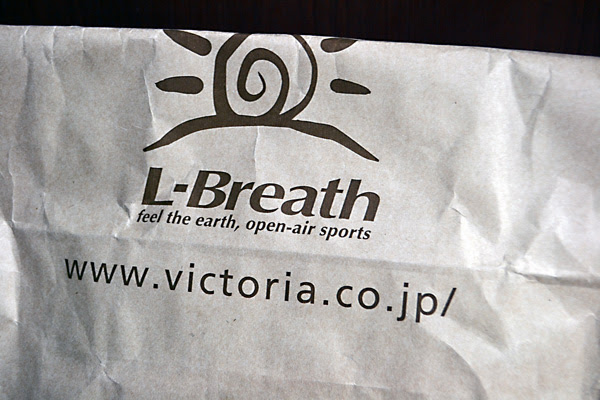 L-Breath
feel the earth, open-air sports
www.victoria.co.jp/